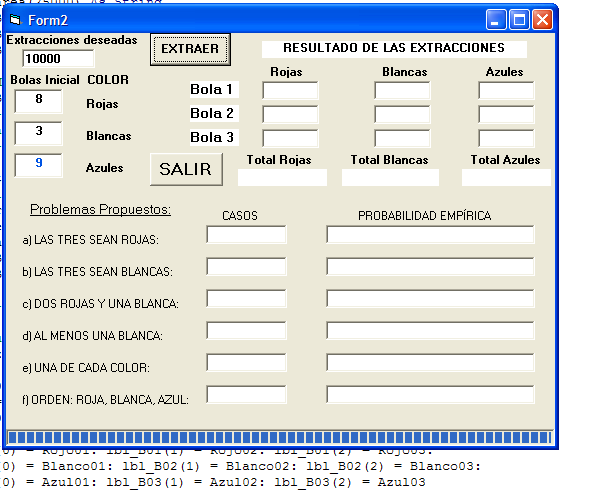 Form2
Extracciones deseadas
10000
EXTRAER
RESULTADO DE LAS EXTRACCIONES
Rojas Blancas Azules
Bolas Inicial COLOR
Bola 1
8 Rojas
Bola 2
3 Blancas
Bola 3
9 Azules
SALIR
Total Rojas Total Blancas Total Azules
Problemas Propuestos:
CASOS PROBABILIDAD EMPÍRICA
a) LAS TRES SEAN ROJAS:
b) LAS TRES SEAN BLANCAS:
c) DOS ROJAS Y UNA BLANCA:
d) AL MENOS UNA BLANCA:
e) UNA DE CADA COLOR:
f) ORDEN: ROJA, BLANCA, AZUL:
(0) = Blanco01: lbl_B02(1) = Blanco02: lbl_B02(2) = Blanco03:
(0) = Azul01: lbl_B03(1) = Azul02: lbl_B03(2) = Azul03